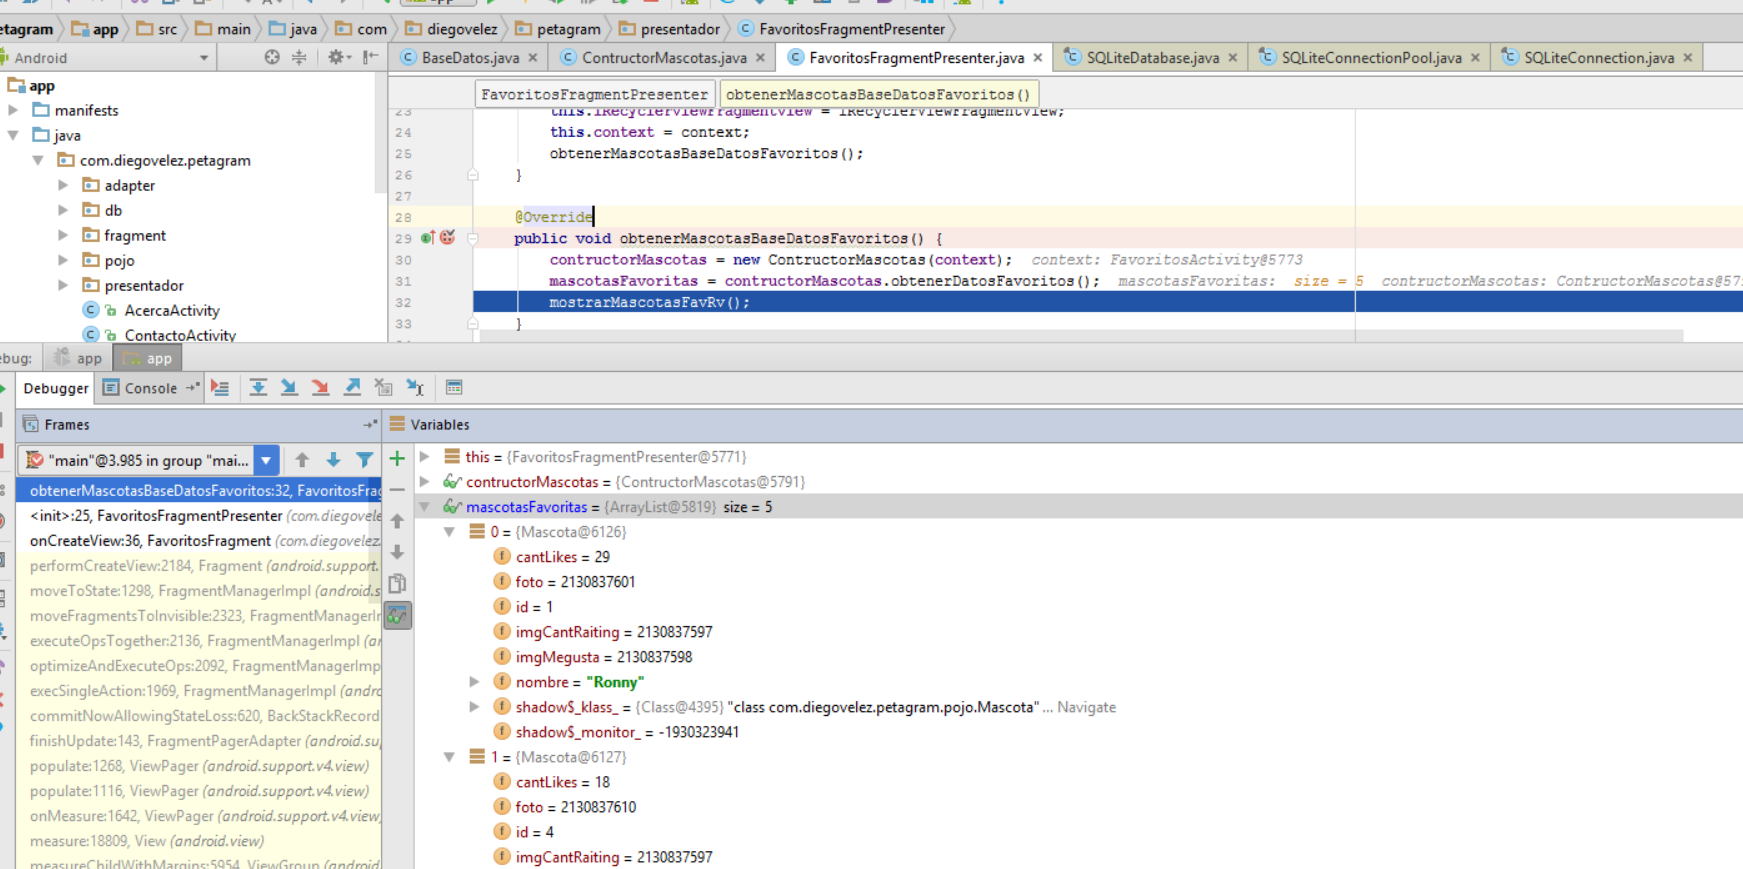 app
etagram app src main java com diegovelez petagram presentador FavoritosFragmentPresenter
Android
BaseDatos.java ContructorMascotas.java FavoritosFragmentPresenter.java SQLiteDatabase.java SQLiteConnectionPool.java SQLiteConnection.java
app
manifests
java
com.diegovelez.petagram
adapter
db
fragment
pojo
presentador
AcercaActivity
ContactoActivity
FavoritosFragmentPresenter obtenerMascotasBaseDatosFavoritos()
23 this.iRecyclerViewFragmentView = iRecyclerViewFragmentView;
24 this.context = context;
25 obtenerMascotasBaseDatosFavoritos();
26 }
27
28 @Override
29 public void obtenerMascotasBaseDatosFavoritos() {
30 contructorMascotas = new ContructorMascotas(context); context: FavoritosActivity@5773
31 mascotasFavoritas = contructorMascotas.obtenerDatosFavoritos(); mascotasFavoritas: size = 5 contructorMascotas: ContructorMascotas@57
32 mostrarMascotasFavRv();
33 }
ebug: app app
Debugger Console
Frames
"main"@3.985 in group "mai...
obtenerMascotasBaseDatosFavoritos:32, FavoritosFrag
<init>:25, FavoritosFragmentPresenter (com.diegovele
onCreateView:36, FavoritosFragment (com.diegovelez.
performCreateView:2184, Fragment (android.support.
moveToState:1298, FragmentManagerImpl (android.s
moveFragmentsToInvisible:2323, FragmentManagerIr
executeOpsTogether:2136, FragmentManagerImpl (ar
optimizeAndExecuteOps:2092, FragmentManagerImp
execSingleAction:1969, FragmentManagerImpl (andro
commitNowAllowingStateLoss:620, BackStackRecord
finishUpdate:143, FragmentPagerAdapter (android.su
populate:1268, ViewPager (android.support.v4.view)
populate:1116, ViewPager (android.support.v4.view)
onMeasure:1642, ViewPager (android.support.v4.view,
measure:18809, View (android.view)
measureChildWithMargins:5954, ViewGroup (android
Variables
this = {FavoritosFragmentPresenter@5771}
contructorMascotas = {ContructorMascotas@5791}
mascotasFavoritas = {ArrayList@5819} size = 5
0 = {Mascota@6126}
cantLikes = 29
foto = 2130837601
id = 1
imgCantRaiting = 2130837597
imgMegusta = 2130837598
nombre = "Ronny"
shadow$_klass_ = {Class@4395} "class com.diegovelez.petagram.pojo.Mascota" ... Navigate
shadow$_monitor_ = -1930323941
1 = {Mascota@6127}
cantLikes = 18
foto = 2130837610
id = 4
imgCantRaiting = 2130837597